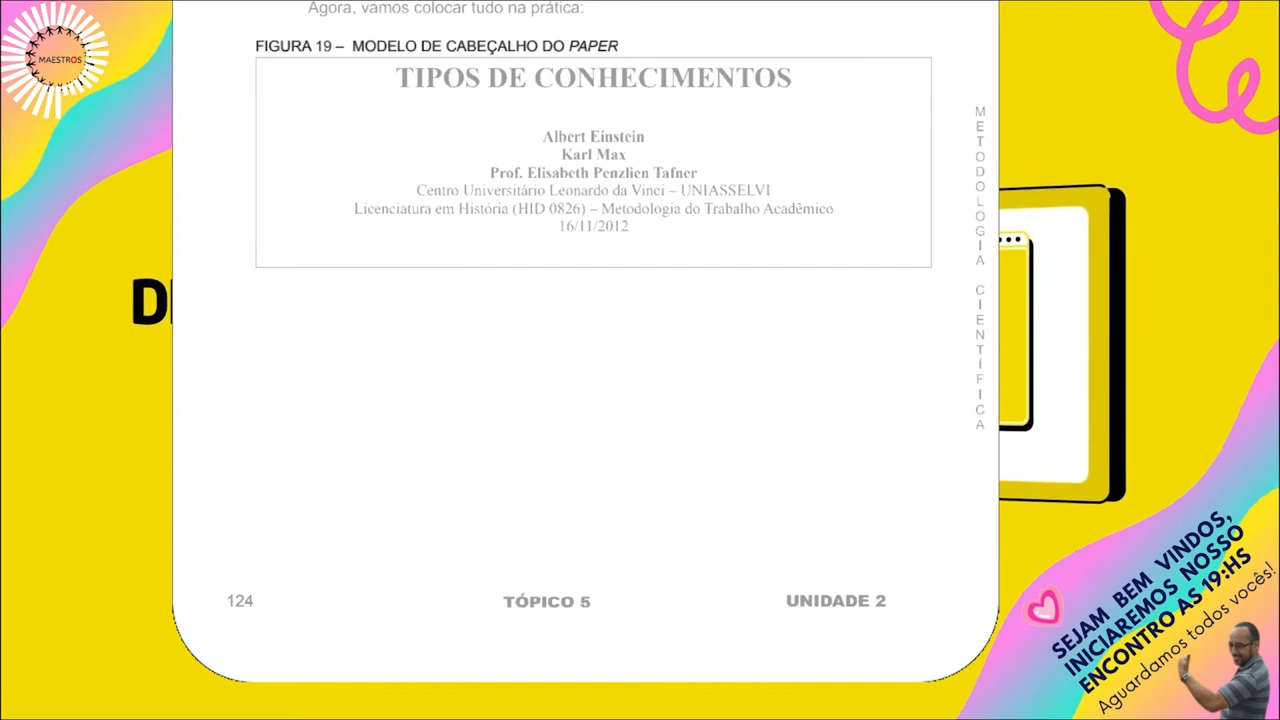 MAESTROS
Agora, vamos colocar tudo na prática:
FIGURA 19 – MODELO DE CABEÇALHO DO PAPER
TIPOS DE CONHECIMENTOS
Albert Einstein
Karl Max
Prof. Elisabeth Penzlien Tafner
Centro Universitário Leonardo da Vinci – UNIASSELVI
Licenciatura em História (HID 0826) – Metodologia do Trabalho Acadêmico
16/11/2012
METODOLOGIA CIENTÍFICA
124 TÓPICO 5 UNIDADE 2
SEJAM BEM VINDOS,
INICIAREMOS NOSSO
ENCONTRO AS 19:HS
Aguardamos todos vocês!